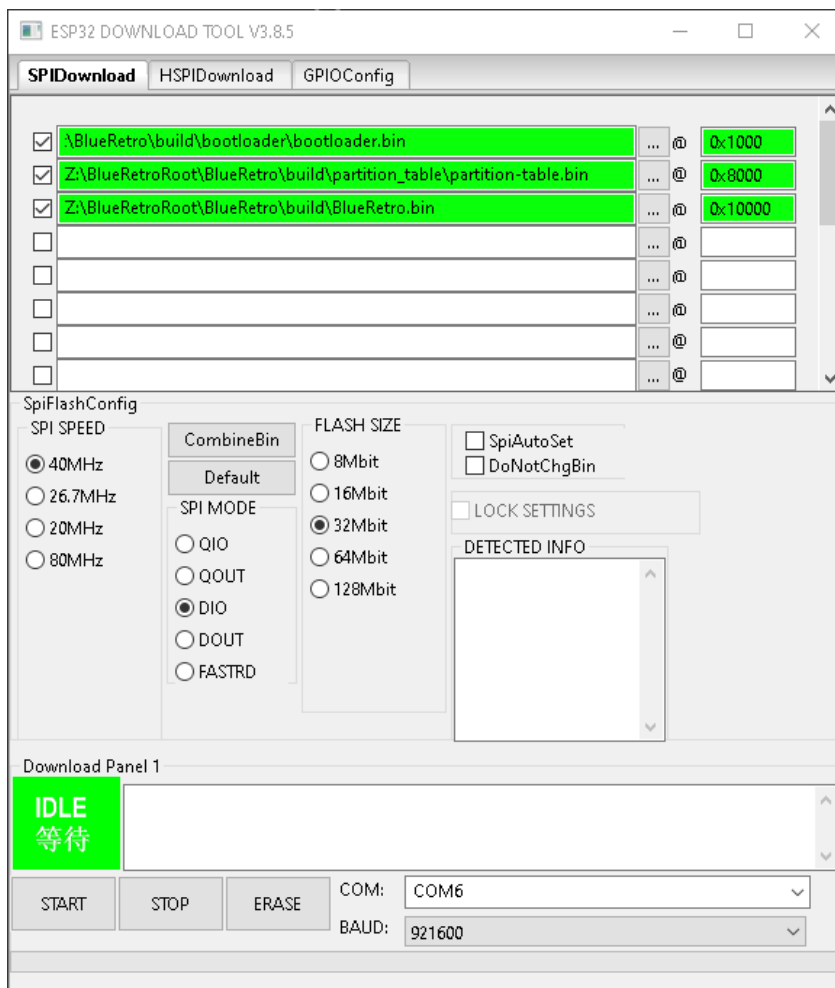 ESP32 DOWNLOAD TOOL V3.8.5
SPIDownload HSPIDownload GPIOConfig
:\BlueRetro\build\bootloader\bootloader.bin ... @ 0x1000
Z:\BlueRetroRoot\BlueRetro\build\partition_table\partition-table.bin ... @ 0x8000
Z:\BlueRetroRoot\BlueRetro\build\BlueRetro.bin ... @ 0x10000
... @
... @
... @
... @
... @
SpiFlashConfig
SPI SPEED
40MHz
26.7MHz
20MHz
80MHz
CombineBin
Default
SPI MODE
QIO
QOUT
DIO
DOUT
FASTRD
FLASH SIZE
8Mbit
16Mbit
32Mbit
64Mbit
128Mbit
SpiAutoSet
DoNotChgBin
LOCK SETTINGS
DETECTED INFO
Download Panel 1
IDLE
等待
START STOP ERASE
COM: COM6
BAUD: 921600